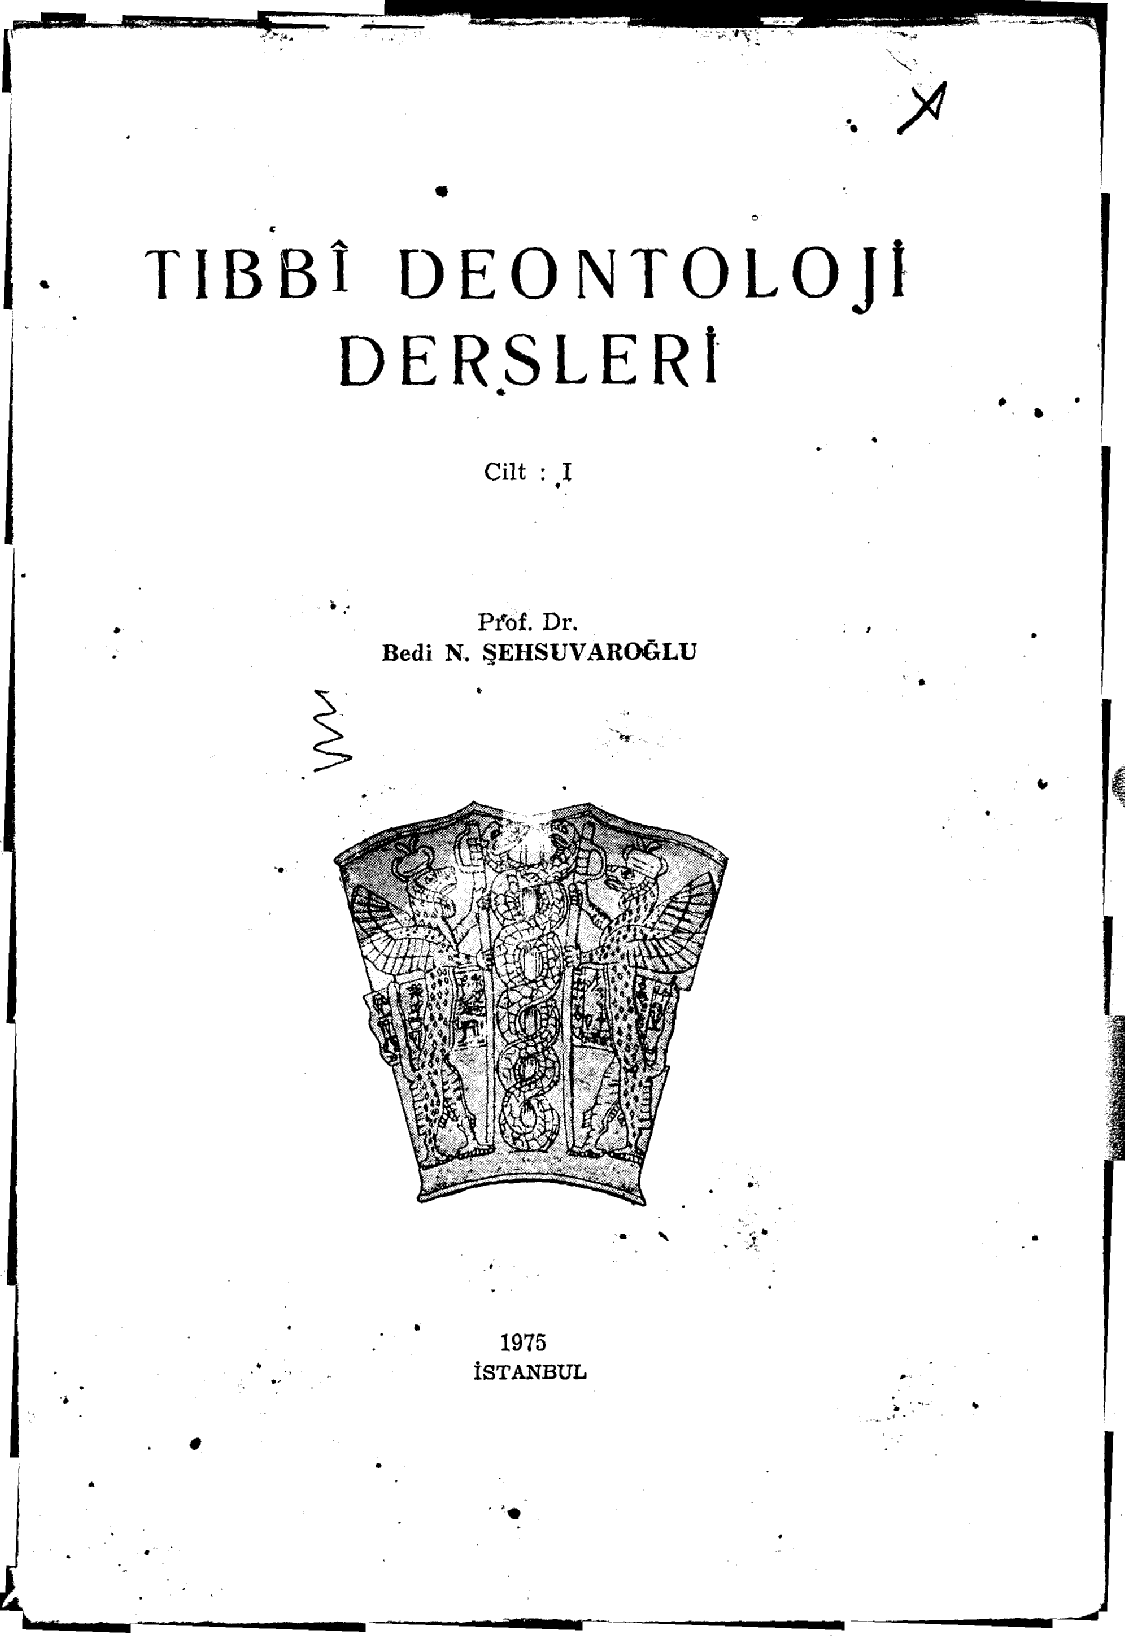 TIBBÎ DEONTOLOJİ
DERSLERİ
Cilt : I
Prof. Dr.
Bedi N. ŞEHSUVAROĞLU
1975
İSTANBUL